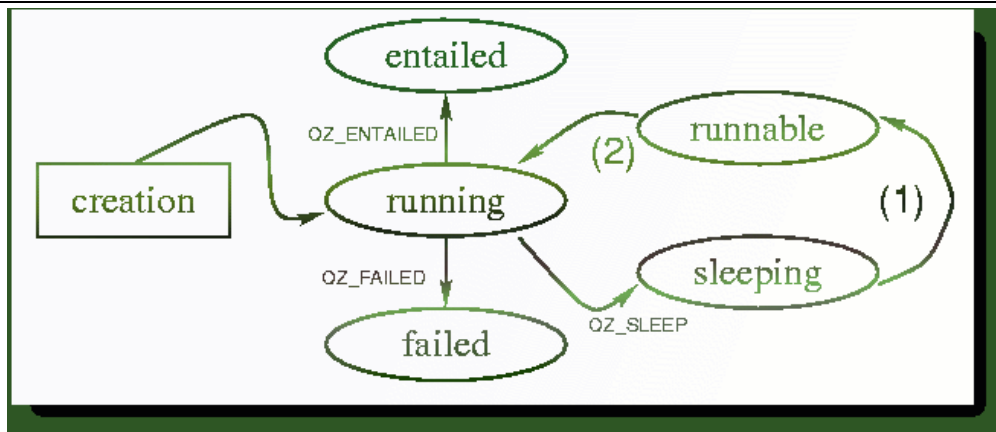 entailed
QZ_ENTAILED
runnable
(2)
creation
running
(1)
QZ_FAILED
sleeping
QZ_SLEEP
failed